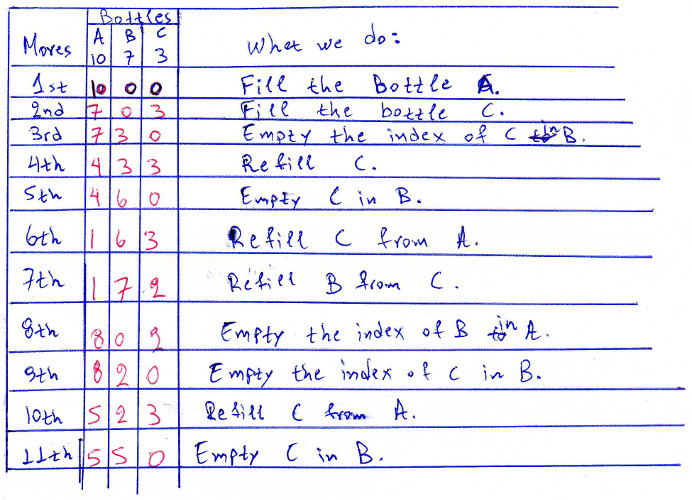 Bottles
Moves A B C What we do:
10 7 3
1st 10 0 0 Fill the Bottle A.
2nd 7 0 3 Fill the bottle C.
3rd 7 3 0 Empty the index of C in B.
4th 4 3 3 Refill C.
5th 4 6 0 Empty C in B.
6th 1 6 3 Refill C from A.
7th 1 7 2 Refill B from C.
8th 8 0 2 Empty the index of B in A.
9th 8 2 0 Empty the index of C in B.
10th 5 2 3 Refill C from A.
11th 5 5 0 Empty C in B.